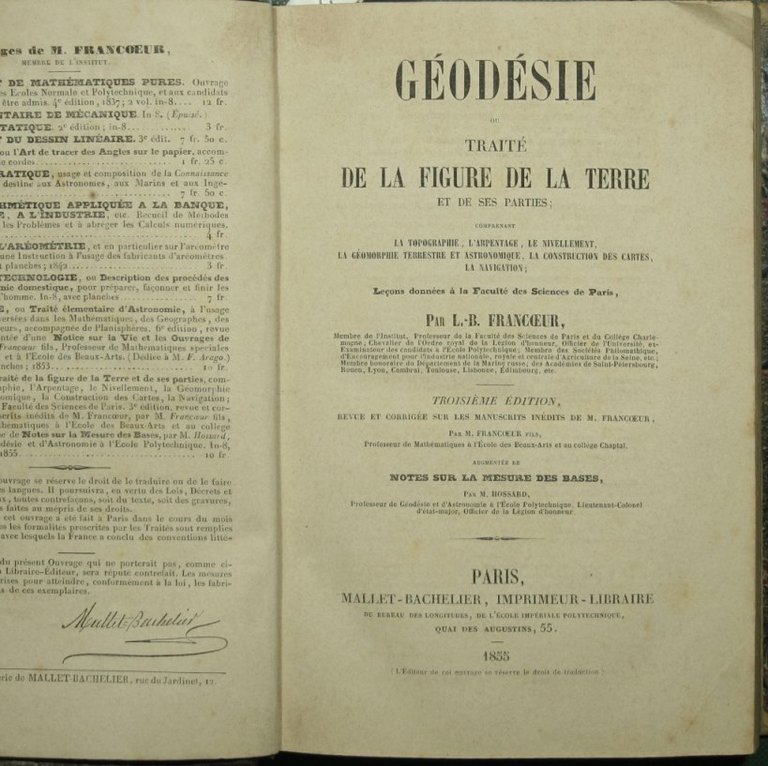 ges de M. FRANCŒUR,
MEMBRE DE L'INSTITUT.
T DE MATHÉMATIQUES PURES. Ouvrage
es Ecoles Normale et Polytechnique, et aux candidats
être admis. 4e édition, 1837; 2 vol. in-8.... 12 fr.
NTAIRE DE MÉCANIQUE. In 8. (Épuisé.)
TATIQUE. 2e édition; in-8............ 3 fr.
T DU DESSIN LINÉAIRE. 3e édit. 7 fr. 50 c.
ou l'Art de tracer des Angles sur le papier, accom-
e cordes.................... 1 fr. 25 c.
RATIQUE, usage et composition de la Connaissance
destiné aux Astronomes, aux Marins et aux Inge-
.................... 7 fr. 50 c.
HMÉTIQUE APPLIQUÉE A LA BANQUE,
E, A L'INDUSTRIE, etc. Recueil de Méthodes
les Problèmes et à abréger les Calculs numériques.
.................... 4 fr.
L'ARÉOMÉTRIE, et en particulier sur l'aréomètre
une Instruction à l'usage des fabricants d'aréomètres.
planches; 1842.................... 3 fr.
TECHNOLOGIE, ou Description des procédés des
mie domestique, pour préparer, façonner et finir les
l'homme. In-8, avec planches............ 7 fr.
E, ou Traité élémentaire d'Astronomie, à l'usage
versées dans les Mathématiques, des Géographes, des
eurs, accompagnée de Planisphères. 6e édition, revue
ntée d'une Notice sur la Vie et les Ouvrages de
Francœur fils, Professeur de Mathématiques spéciales
et à l'École des Beaux-Arts. (Dédiée à M. F. Arago.)
nches; 1853.................... 10 fr.
raité de la figure de la Terre et de ses parties, com-
phie, l'Arpentage, le Nivellement, la Géomorphie
omique, la Construction des Cartes, la Navigation;
Faculté des Sciences de Paris. 3e édition, revue et cor-
scrits inédits de M. Francœur, par M. Francœur fils,
thématiques à l'École des Beaux-Arts et au collége
e de Notes sur la Mesure des Bases, par M. Hossard,
odésie et d'Astronomie à l'École Polytechnique. In-8,
855.................... 10 fr.
ouvrage se réserve le droit de le traduire ou de le faire
s langues. Il poursuivra, en vertu des Lois, Décrets et
x, toutes contrefaçons, soit du texte, soit des gravures,
s faites au mépris de ses droits.
cet ouvrage a été fait à Paris dans le cours du mois
s les formalités prescrites par les Traités sont remplies
avec lesquels la France a conclu des conventions litté-
du présent Ouvrage qui ne porterait pas, comme ci-
Libraire-Éditeur, sera réputé contrefait. Les mesures
rises pour atteindre, conformément à la loi, les fabri-
s de ces exemplaires.
Mallet-Bachelier
erie de MALLET-BACHELIER, rue du Jardinet, 12.
GÉODÉSIE
OU
TRAITÉ
DE LA FIGURE DE LA TERRE
ET DE SES PARTIES;
COMPRENANT
LA TOPOGRAPHIE, L'ARPENTAGE, LE NIVELLEMENT,
LA GÉOMORPHIE TERRESTRE ET ASTRONOMIQUE, LA CONSTRUCTION DES CARTES,
LA NAVIGATION;
Leçons données à la Faculté des Sciences de Paris,
PAR L.-B. FRANCŒUR,
Membre de l'Institut, Professeur de la Faculté des Sciences de Paris et du Collége Charle-
magne; Chevalier de l'Ordre royal de la Légion d'honneur, Officier de l'Université, ex-
Examinateur des candidats à l'École Polytechnique, Membre des Sociétés Philomathique,
d'Encouragement pour l'industrie nationale, royale et centrale d'Agriculture de la Seine, etc.;
Membre honoraire du Département de la Marine russe; des Académies de Saint-Pétersbourg,
Rouen, Lyon, Cambrai, Toulouse, Lisbonne, Édimbourg, etc.
TROISIÈME ÉDITION,
REVUE ET CORRIGÉE SUR LES MANUSCRITS INÉDITS DE M. FRANCŒUR,
PAR M. FRANCŒUR FILS,
Professeur de Mathématiques à l'École des Beaux-Arts et au collége Chaptal.
AUGMENTÉE DE
NOTES SUR LA MESURE DES BASES,
PAR M. HOSSARD,
Professeur de Géodésie et d'Astronomie à l'École Polytechnique, Lieutenant-Colonel
d'état-major, Officier de la Légion d'honneur.
PARIS,
MALLET-BACHELIER, IMPRIMEUR-LIBRAIRE
DU BUREAU DES LONGITUDES, DE L'ÉCOLE IMPÉRIALE POLYTECHNIQUE,
QUAI DES AUGUSTINS, 55.
1855
(L'Éditeur de cet ouvrage se réserve le droit de traduction)